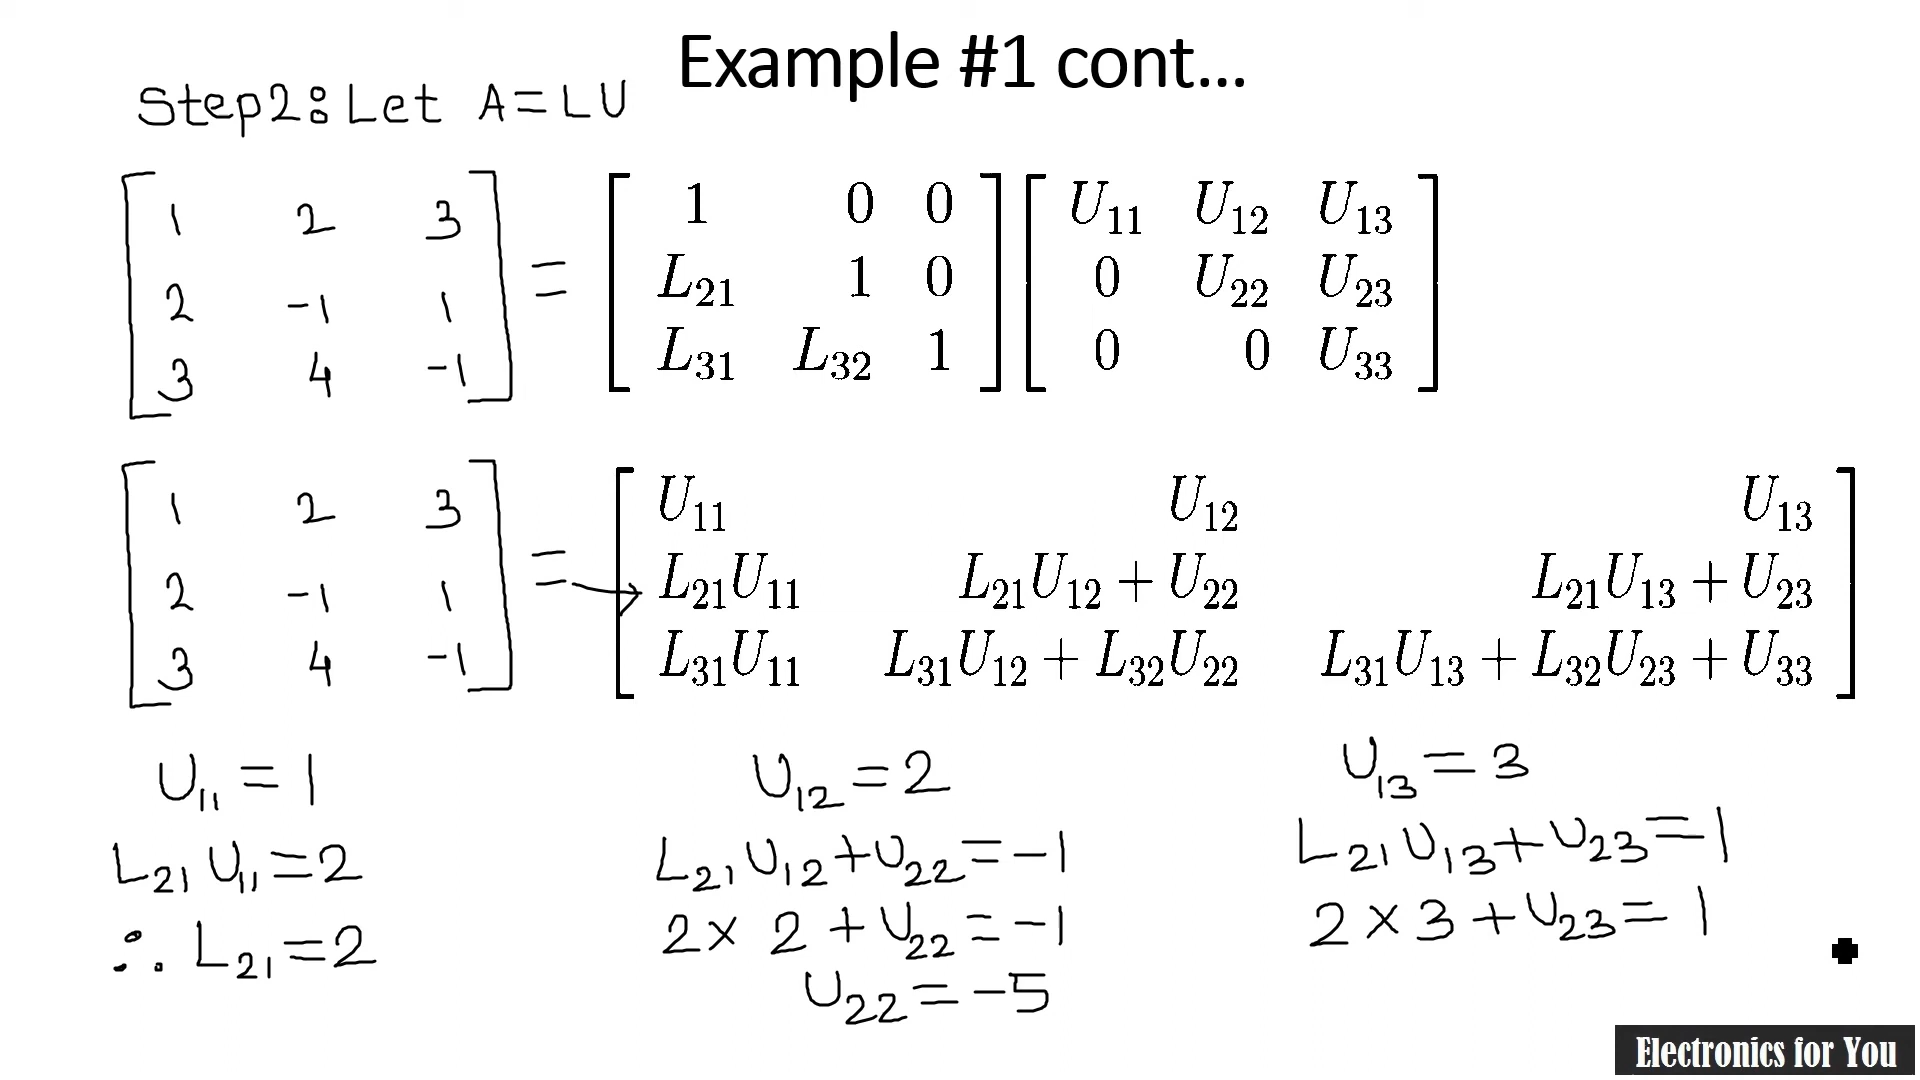 Example #1 cont...
Step2: Let A=LU
[ 1 2 3 ] = [ 1 0 0 ] [ U11 U12 U13 ]
[ 2 -1 1 ] [ L21 1 0 ] [ 0 U22 U23 ]
[ 3 4 -1 ] [ L31 L32 1 ] [ 0 0 U33 ]
[ 1 2 3 ] = [ U11 U12 U13 ]
[ 2 -1 1 ] → [ L21U11 L21U12 + U22 L21U13 + U23 ]
[ 3 4 -1 ] [ L31U11 L31U12 + L32U22 L31U13 + L32U23 + U33 ]
U11 = 1
L21 U11 = 2
∴ L21 = 2
U12 = 2
L21 U12 + U22 = -1
2 × 2 + U22 = -1
U22 = -5
U13 = 3
L21 U13 + U23 = 1
2 × 3 + U23 = 1
Electronics for You